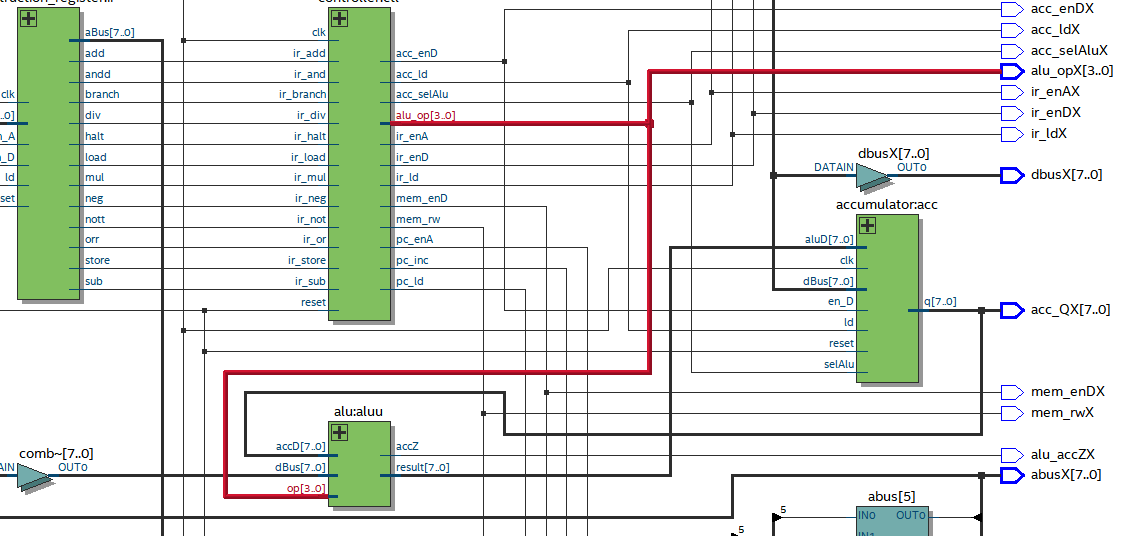 aBus[7..0]
add
andd
branch
div
halt
load
mul
neg
nott
orr
store
sub
clk
ld
clk
ir_add
ir_and
ir_branch
ir_div
ir_halt
ir_load
ir_mul
ir_neg
ir_not
ir_or
ir_store
ir_sub
reset
acc_enD
acc_ld
acc_selAlu
alu_op[3..0]
ir_enA
ir_enD
ir_ld
mem_enD
mem_rw
pc_enA
pc_inc
pc_ld
acc_enDX
acc_ldX
acc_selAluX
alu_opX[3..0]
ir_enAX
ir_enDX
ir_ldX
dbusX[7..0]
DATAIN
OUT0
dbusX[7..0]
accumulator:acc
aluD[7..0]
clk
dBus[7..0]
en_D
ld
reset
selAlu
q[7..0]
acc_QX[7..0]
mem_enDX
mem_rwX
alu:aluu
accD[7..0]
dBus[7..0]
op[3..0]
accZ
result[7..0]
comb~[7..0]
OUT0
alu_accZX
abusX[7..0]
abus[5]
5
IN0
OUT0
5